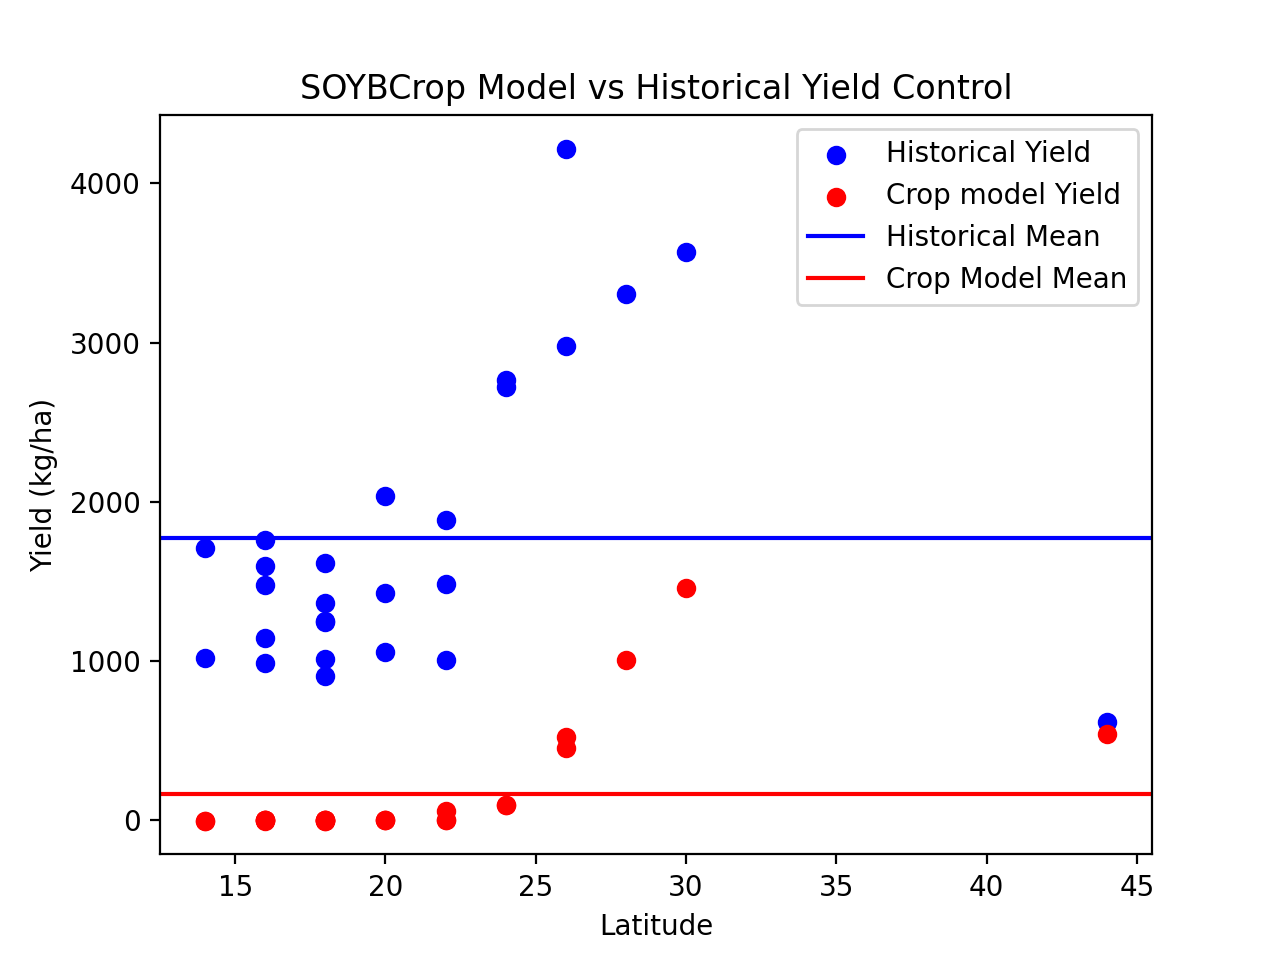 SOYBCrop Model vs Historical Yield Control
Historical Yield
Crop model Yield
Historical Mean
Crop Model Mean
4000
3000
2000
1000
0
Yield (kg/ha)
15 20 25 30 35 40 45
Latitude